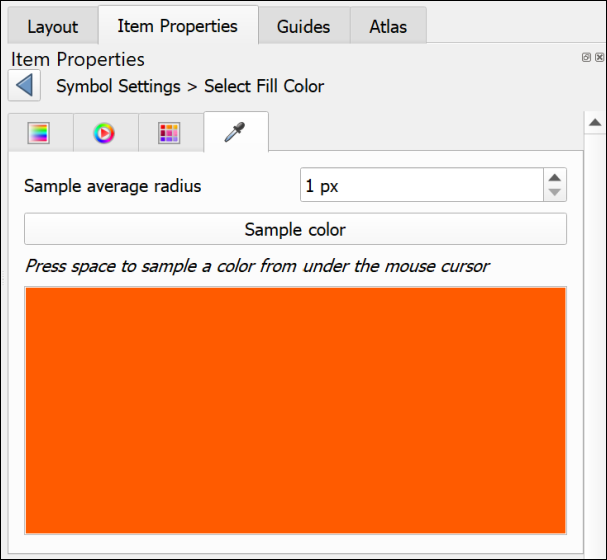 Layout Item Properties Guides Atlas
Item Properties
Symbol Settings > Select Fill Color
Sample average radius 1 px
Sample color
Press space to sample a color from under the mouse cursor